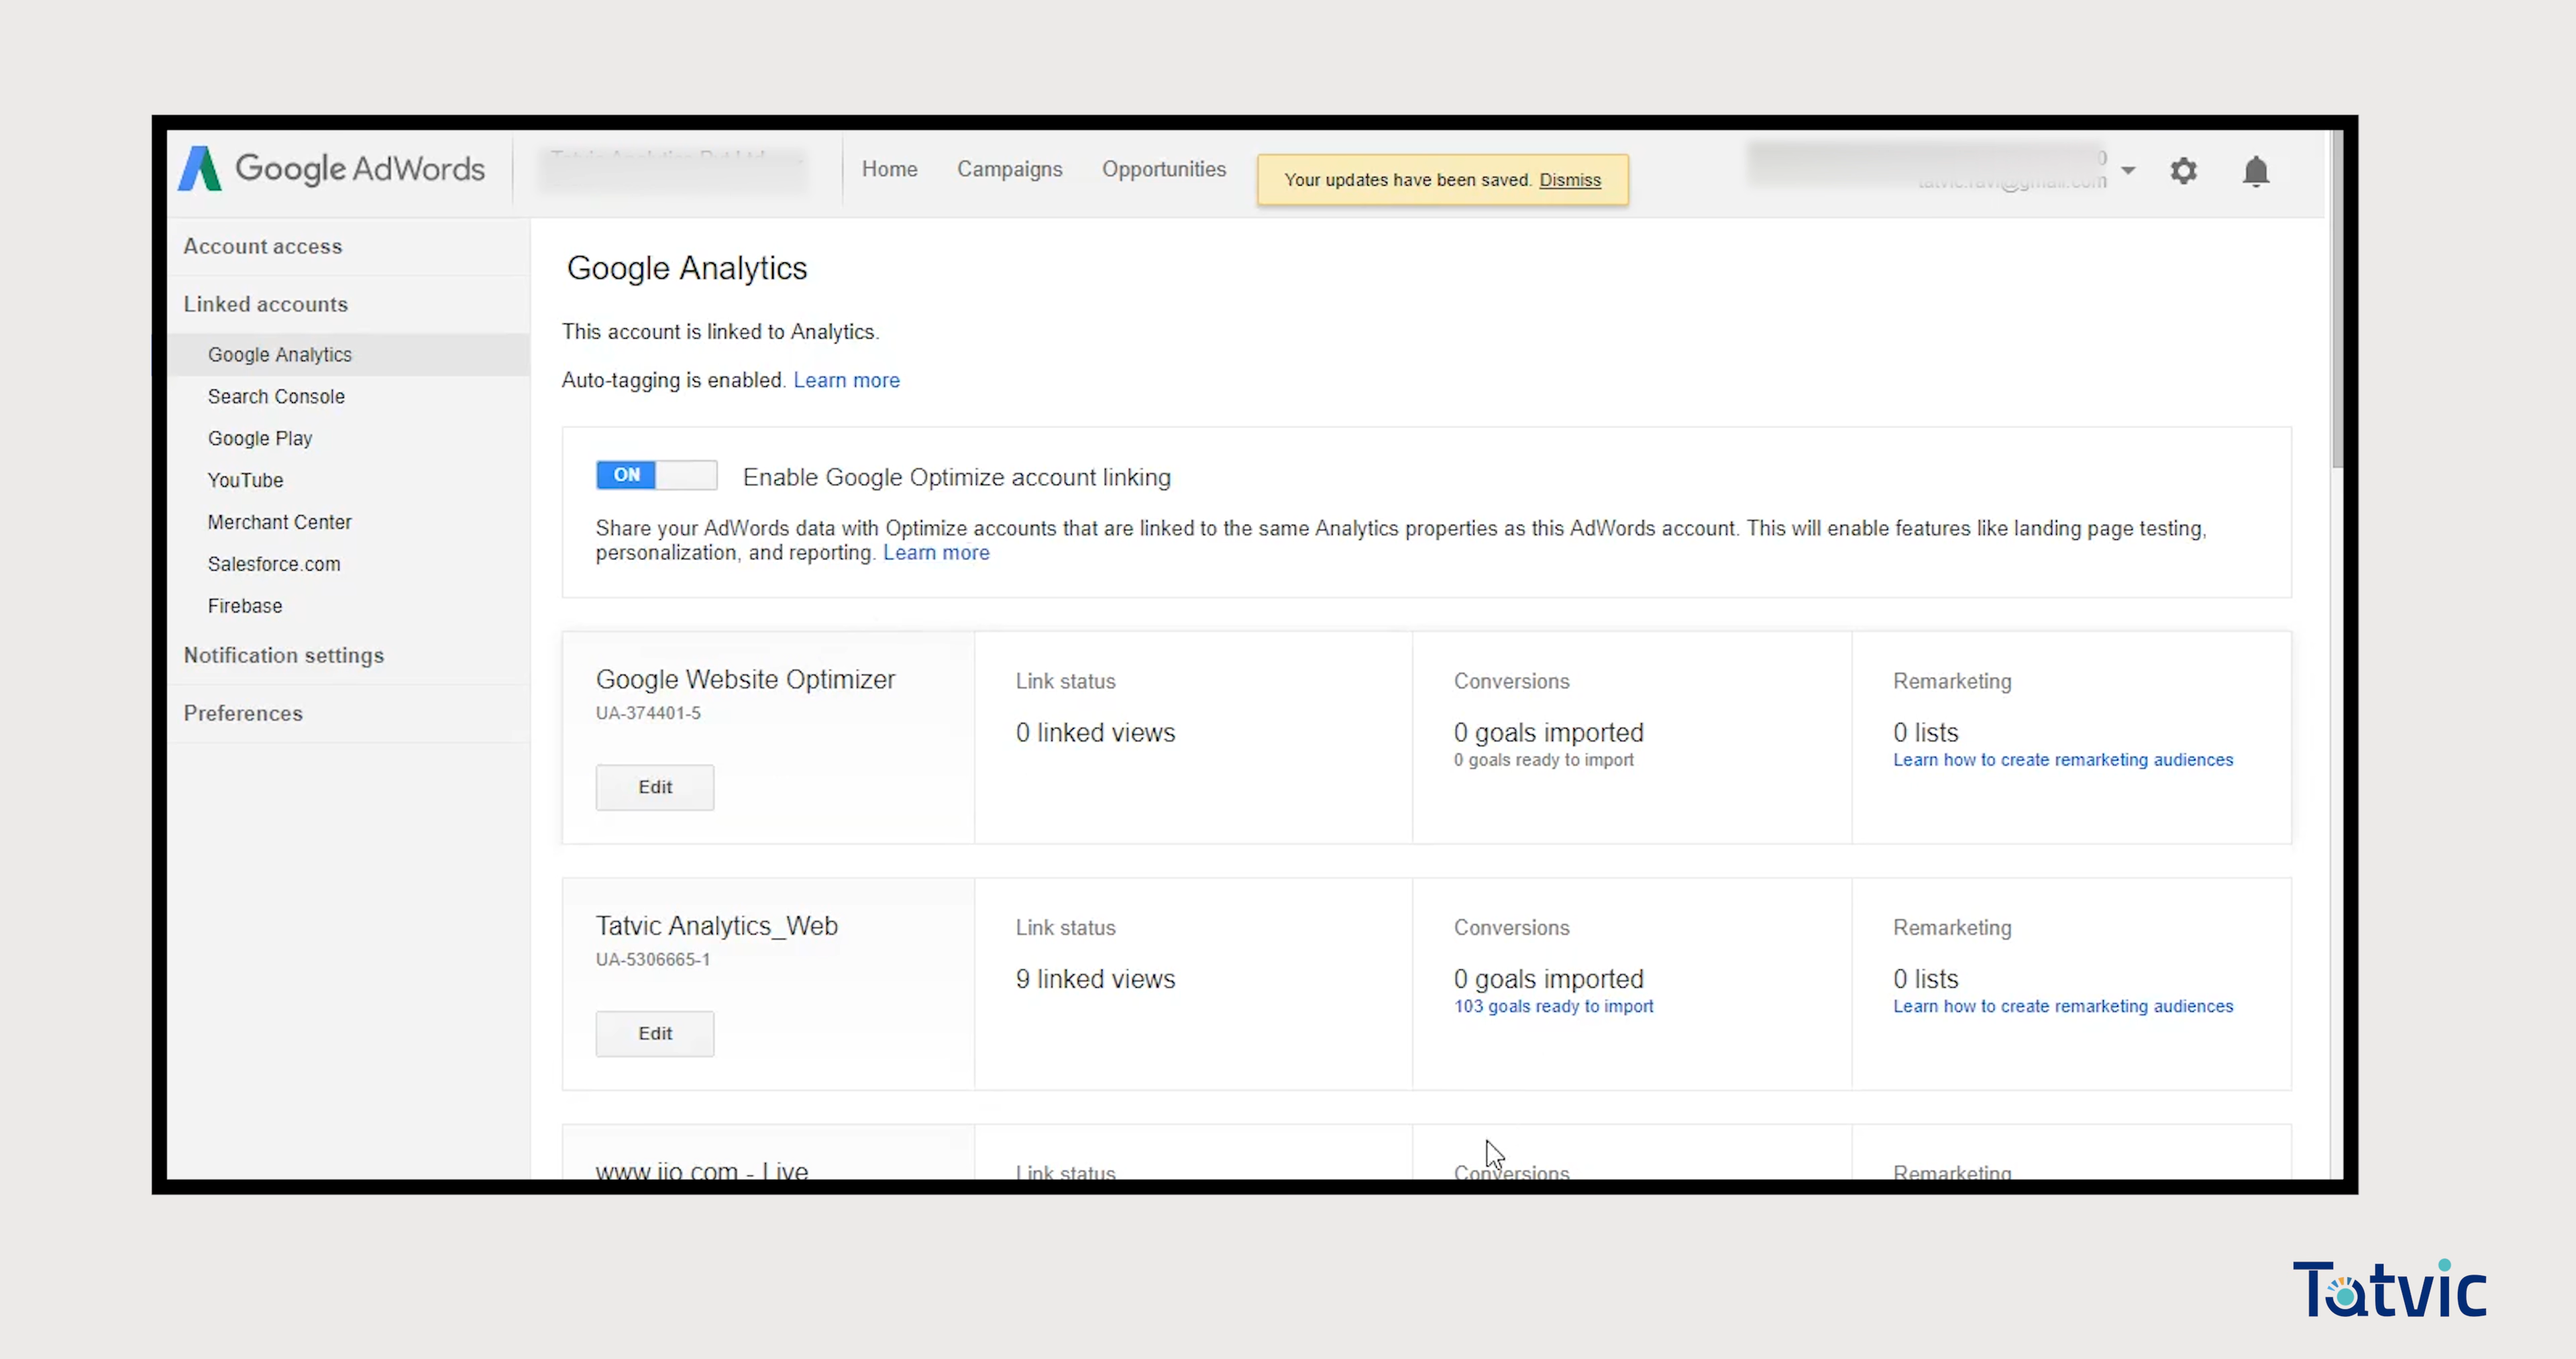 Google AdWords
Home
Campaigns
Opportunities
Your updates have been saved. Dismiss
Account access
Linked accounts
Google Analytics
Search Console
Google Play
YouTube
Merchant Center
Salesforce.com
Firebase
Notification settings
Preferences
Google Analytics
This account is linked to Analytics.
Auto-tagging is enabled. Learn more
ON
Enable Google Optimize account linking
Share your AdWords data with Optimize accounts that are linked to the same Analytics properties as this AdWords account. This will enable features like landing page testing,
personalization, and reporting. Learn more
Google Website Optimizer
UA-374401-5
Edit
Link status
0 linked views
Conversions
0 goals imported
0 goals ready to import
Remarketing
0 lists
Learn how to create remarketing audiences
Tatvic Analytics_Web
UA-5306665-1
Edit
Link status
9 linked views
Conversions
0 goals imported
103 goals ready to import
Remarketing
0 lists
Learn how to create remarketing audiences
www.jio.com - Live
Link status
Conversions
Remarketing
Tatvic